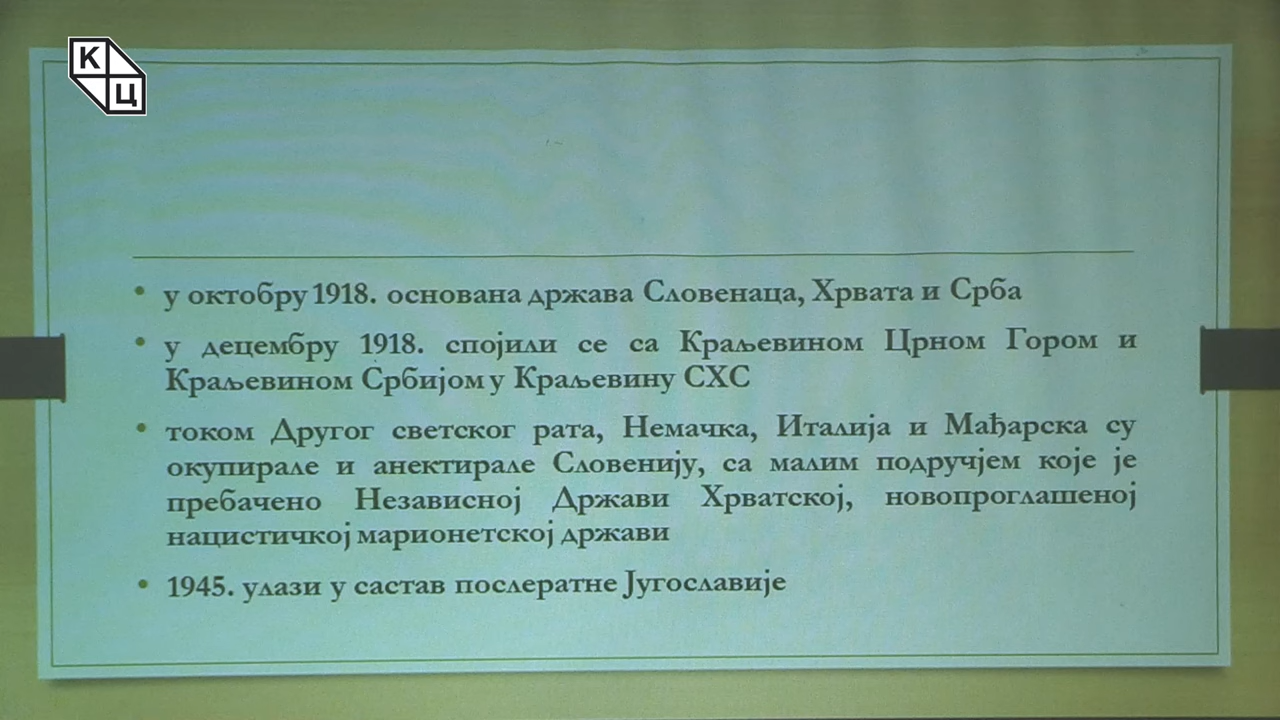 К
Ц
• у октобру 1918. основана држава Словенаца, Хрвата и Срба
• у децембру 1918. спојили се са Краљевином Црном Гором и
Краљевином Србијом у Краљевину СХС
• током Другог светског рата, Немачка, Италија и Мађарска су
окупирале и анектирале Словенију, са малим подручјем које је
пребачено Независној Држави Хрватској, новопроглашеној
нацистичкој марионетској држави
• 1945. улази у састав послератне Југославије